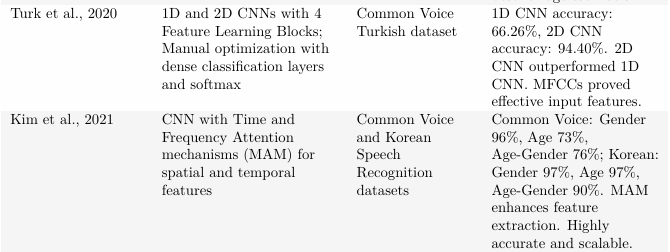 Turk et al., 2020
1D and 2D CNNs with 4
Feature Learning Blocks;
Manual optimization with
dense classification layers
and softmax
Common Voice
Turkish dataset
1D CNN accuracy:
66.26%, 2D CNN
accuracy: 94.40%. 2D
CNN outperformed 1D
CNN. MFCCs proved
effective input features.
Kim et al., 2021
CNN with Time and
Frequency Attention
mechanisms (MAM) for
spatial and temporal
features
Common Voice
and Korean
Speech
Recognition
datasets
Common Voice: Gender
96%, Age 73%,
Age-Gender 76%; Korean:
Gender 97%, Age 97%,
Age-Gender 90%. MAM
enhances feature
extraction. Highly
accurate and scalable.